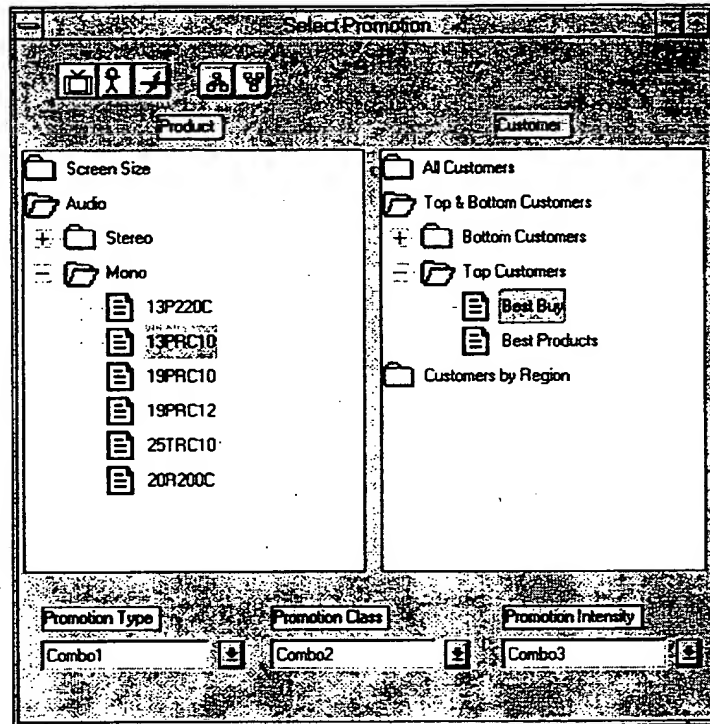 Select Promotion
Product
Customer
Screen Size
Audio
Stereo
Mono
13P220C
13PRC10
19PRC10
19PRC12
25TRC10
20R200C
All Customers
Top & Bottom Customers
Bottom Customers
Top Customers
Best Buy
Best Products
Customers by Region
Promotion Type
Promotion Class
Promotion Intensity
Combo1
Combo2
Combo3